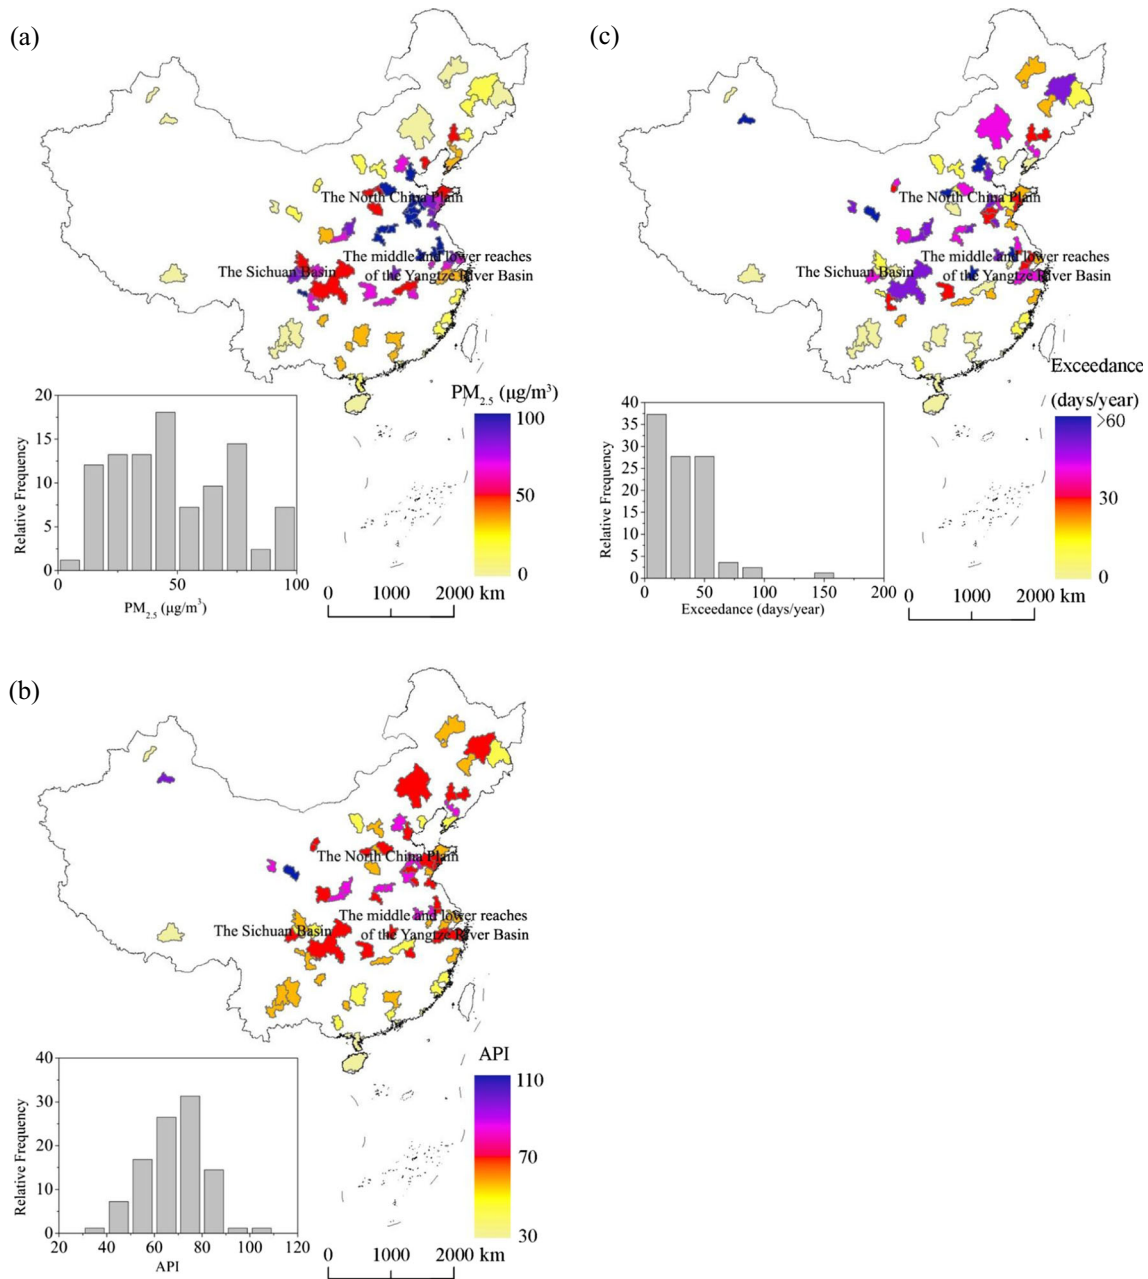 (a)
The North China Plain
The middle and lower reaches
The Sichuan Basin
of the Yangtze River Basin
PM2.5 (μg/m³)
100
50
0
20
15
10
5
0
Relative Frequency
0
50
100
PM2.5 (μg/m³)
0 1000 2000 km
(c)
The North China Plain
The middle and lower reaches
The Sichuan Basin
of the Yangtze River Basin
Exceedance
(days/year)
>60
30
0
40
35
30
25
20
15
10
5
0
Relative Frequency
0 50 100 150 200
Exceedance (days/year)
0 1000 2000 km
(b)
The North China Plain
The middle and lower reaches
The Sichuan Basin
of the Yangtze River Basin
API
110
70
30
40
30
20
10
0
Relative Frequency
20 40 60 80 100 120
API
0 1000 2000 km